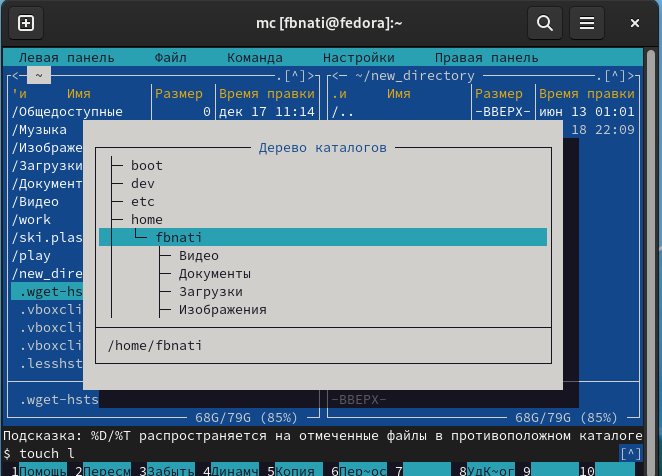 mc [fbnati@fedora]:~
Левая панель Файл Команда Настройки Правая панель
<— ~ .[^]> <— ~/new_directory .[^]>
'и Имя Размер Время правки .и Имя Размер Время правки
/Общедоступные 0 дек 17 11:14 /.. -ВВЕРХ- июн 13 01:01
/Музыка 18 22:09
/Изображе
/Загрузки
/Документ
/Видео
/work
/ski.plas
/play
/new_dire
.wget-hs
.vboxcli
.vboxcli
.vboxcli
.lesshst
Дерево каталогов
boot
dev
etc
home
fbnati
Видео
Документы
Загрузки
Изображения
/home/fbnati
.wget-hsts -ВВЕРХ-
68G/79G (85%) 68G/79G (85%)
Подсказка: %D/%T распространяется на отмеченные файлы в противоположном каталоге
$ touch l [^]
1Помощь 2Пересм 3Забыть 4Динамч 5Копия 6Пер~ос 7 8УдК~ог 9 10